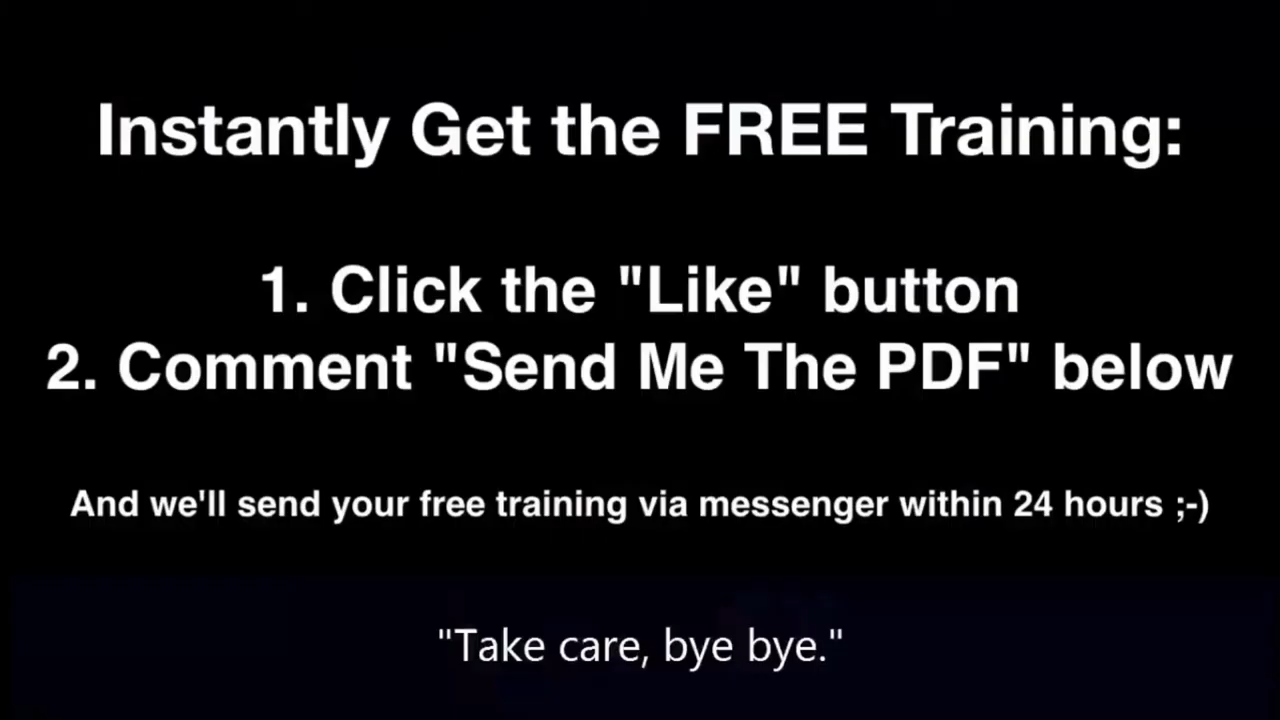 Instantly Get the FREE Training:
1. Click the "Like" button
2. Comment "Send Me The PDF" below
And we'll send your free training via messenger within 24 hours ;-)
"Take care, bye bye."